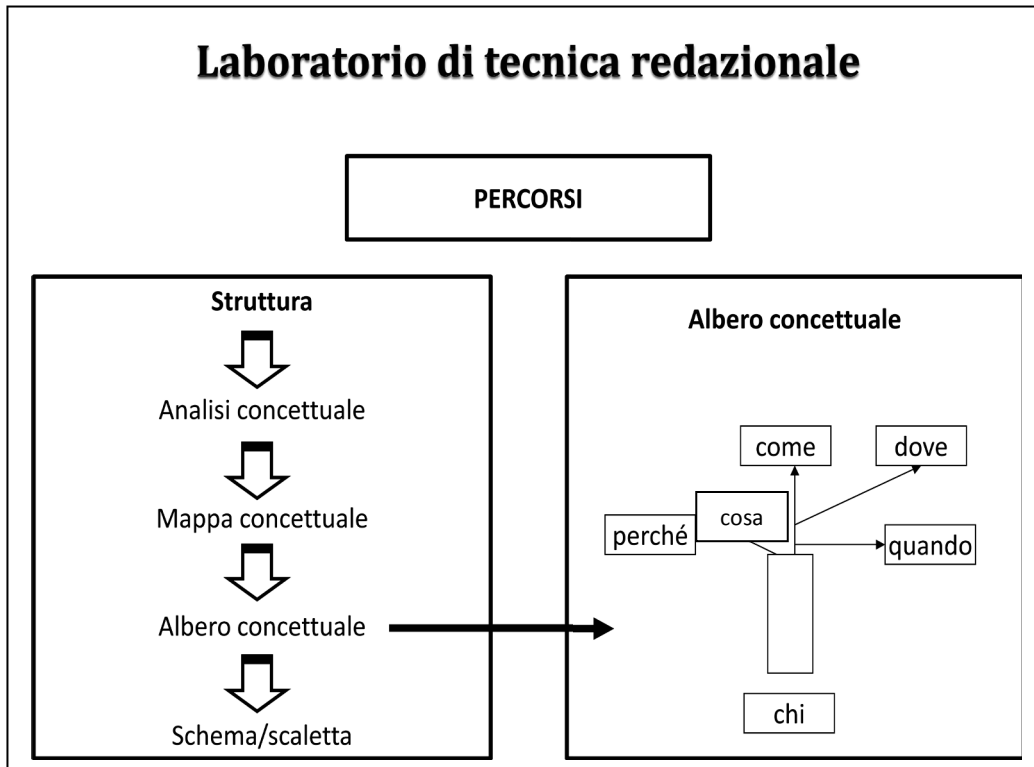 Laboratorio di tecnica redazionale
PERCORSI
Struttura
Analisi concettuale
Mappa concettuale
Albero concettuale
Schema/scaletta
Albero concettuale
come
dove
cosa
perché
quando
chi